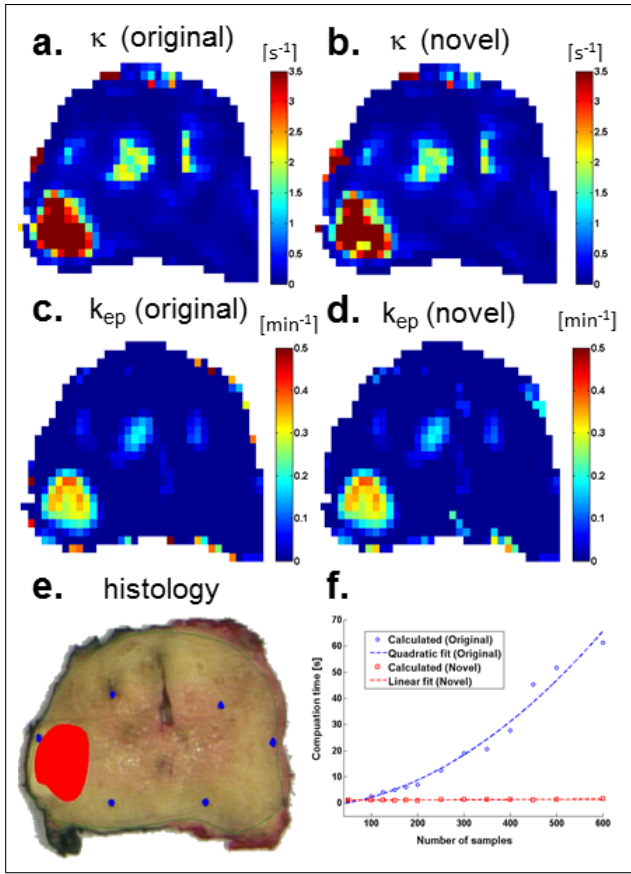 a. κ (original)
[s-1]
3.5
3
2.5
2
1.5
1
0.5
0
b. κ (novel)
[s-1]
3.5
3
2.5
2
1.5
1
0.5
0
c. kep (original)
[min-1]
0.5
0.4
0.3
0.2
0.1
0
d. kep (novel)
[min-1]
0.5
0.4
0.3
0.2
0.1
0
e. histology
f.
70
60
50
40
30
20
10
0
Compuation time [s]
Calculated (Original)
Quadratic fit (Original)
Calculated (Novel)
Linear fit (Novel)
100 200 300 400 500 600
Number of samples